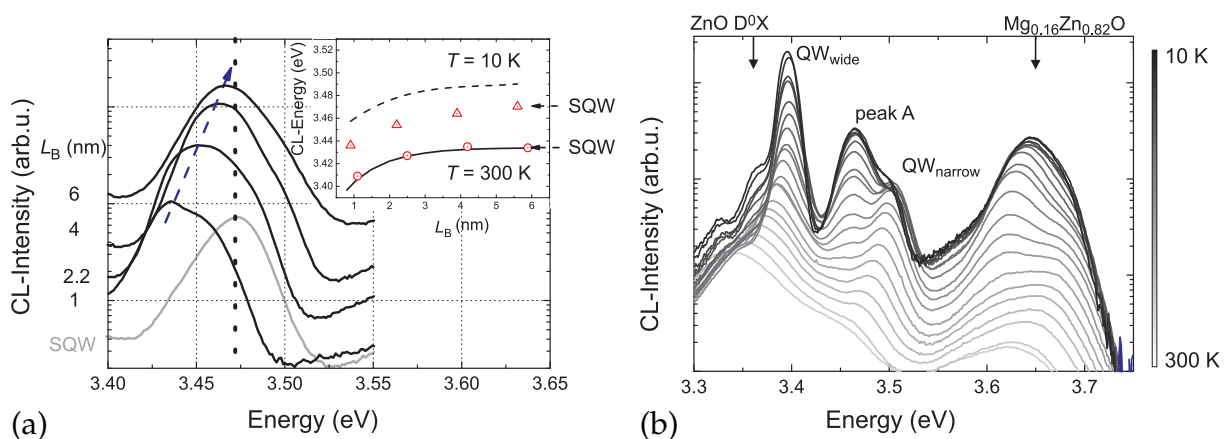 CL-Intensity (arb.u.)
L_B (nm)
6
4
2.2
1
SQW
3.40
3.45
3.50
3.55
3.60
3.65
Energy (eV)
(a)
CL-Energy (eV)
3.53
3.50
3.48
3.46
3.44
3.42
3.40
T = 10 K
T = 300 K
SQW
SQW
1
2
3
4
5
6
L_B (nm)
ZnO D⁰X
Mg₀.₁₆Zn₀.₈₂O
QW_wide
peak A
QW_narrow
CL-Intensity (arb.u.)
3.3
3.4
3.5
3.6
3.7
Energy (eV)
10 K
300 K
(b)